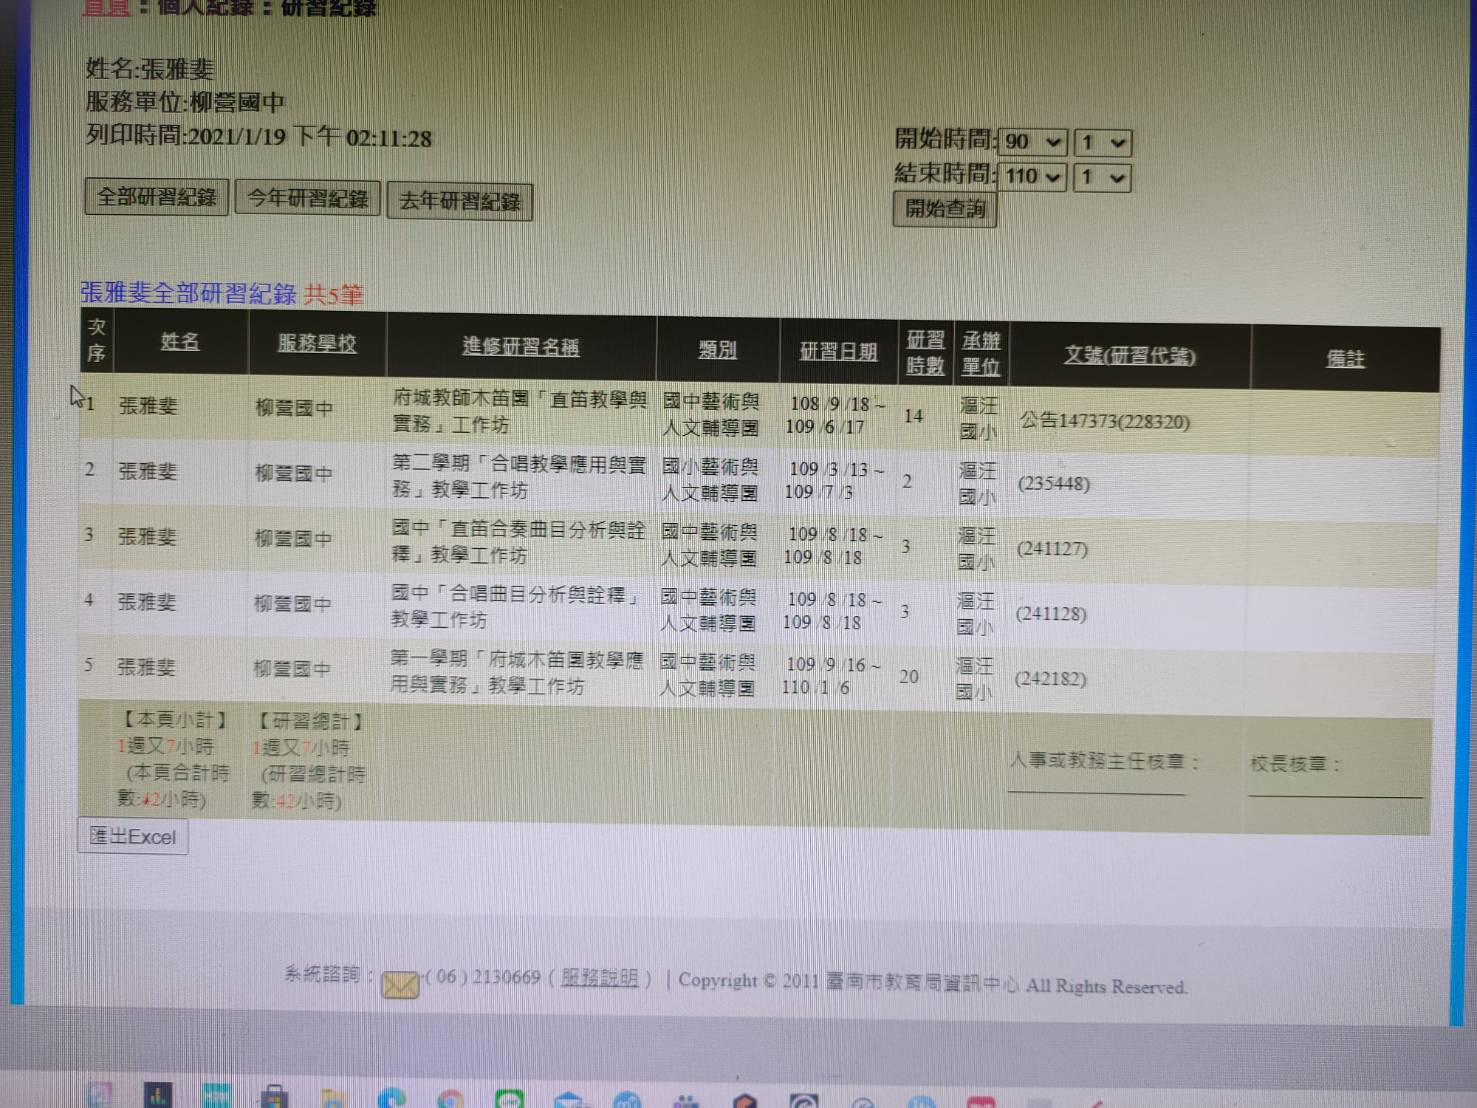 首頁：個人紀錄：研習紀錄
姓名:張雅斐
服務單位:柳營國中
列印時間:2021/1/19 下午 02:11:28
開始時間: 90 1
結束時間: 110 1
全部研習紀錄 今年研習紀錄 去年研習紀錄
開始查詢
張雅斐全部研習紀錄 共5筆
次序 姓名 服務學校 進修研習名稱 類別 研習日期 研習時數 承辦單位 文號(研習代號) 備註
1 張雅斐 柳營國中 府城教師木笛團「直笛教學與實務」工作坊 國中藝術與人文輔導團 108 /9 /18 ~ 109 /6 /17 14 漚汪國小 公告147373(228320)
2 張雅斐 柳營國中 第二學期「合唱教學應用與實務」教學工作坊 國小藝術與人文輔導團 109 /3 /13 ~ 109 /7 /3 2 漚汪國小 (235448)
3 張雅斐 柳營國中 國中「直笛合奏曲目分析與詮釋」教學工作坊 國中藝術與人文輔導團 109 /8 /18 ~ 109 /8 /18 3 漚汪國小 (241127)
4 張雅斐 柳營國中 國中「合唱曲目分析與詮釋」教學工作坊 國中藝術與人文輔導團 109 /8 /18 ~ 109 /8 /18 3 漚汪國小 (241128)
5 張雅斐 柳營國中 第一學期「府城木笛團教學應用與實務」教學工作坊 國中藝術與人文輔導團 109 /9 /16 ~ 110 /1 /6 20 漚汪國小 (242182)
【本頁小計】 【研習總計】
1週又7小時 1週又7小時
(本頁合計時 (研習總計時
數:42小時) 數:42小時)
人事或教務主任核章： 校長核章：
匯出Excel
系統諮詢： ( 06 ) 2130669 ( 服務說明 ) | Copyright © 2011 臺南市教育局資訊中心 All Rights Reserved.